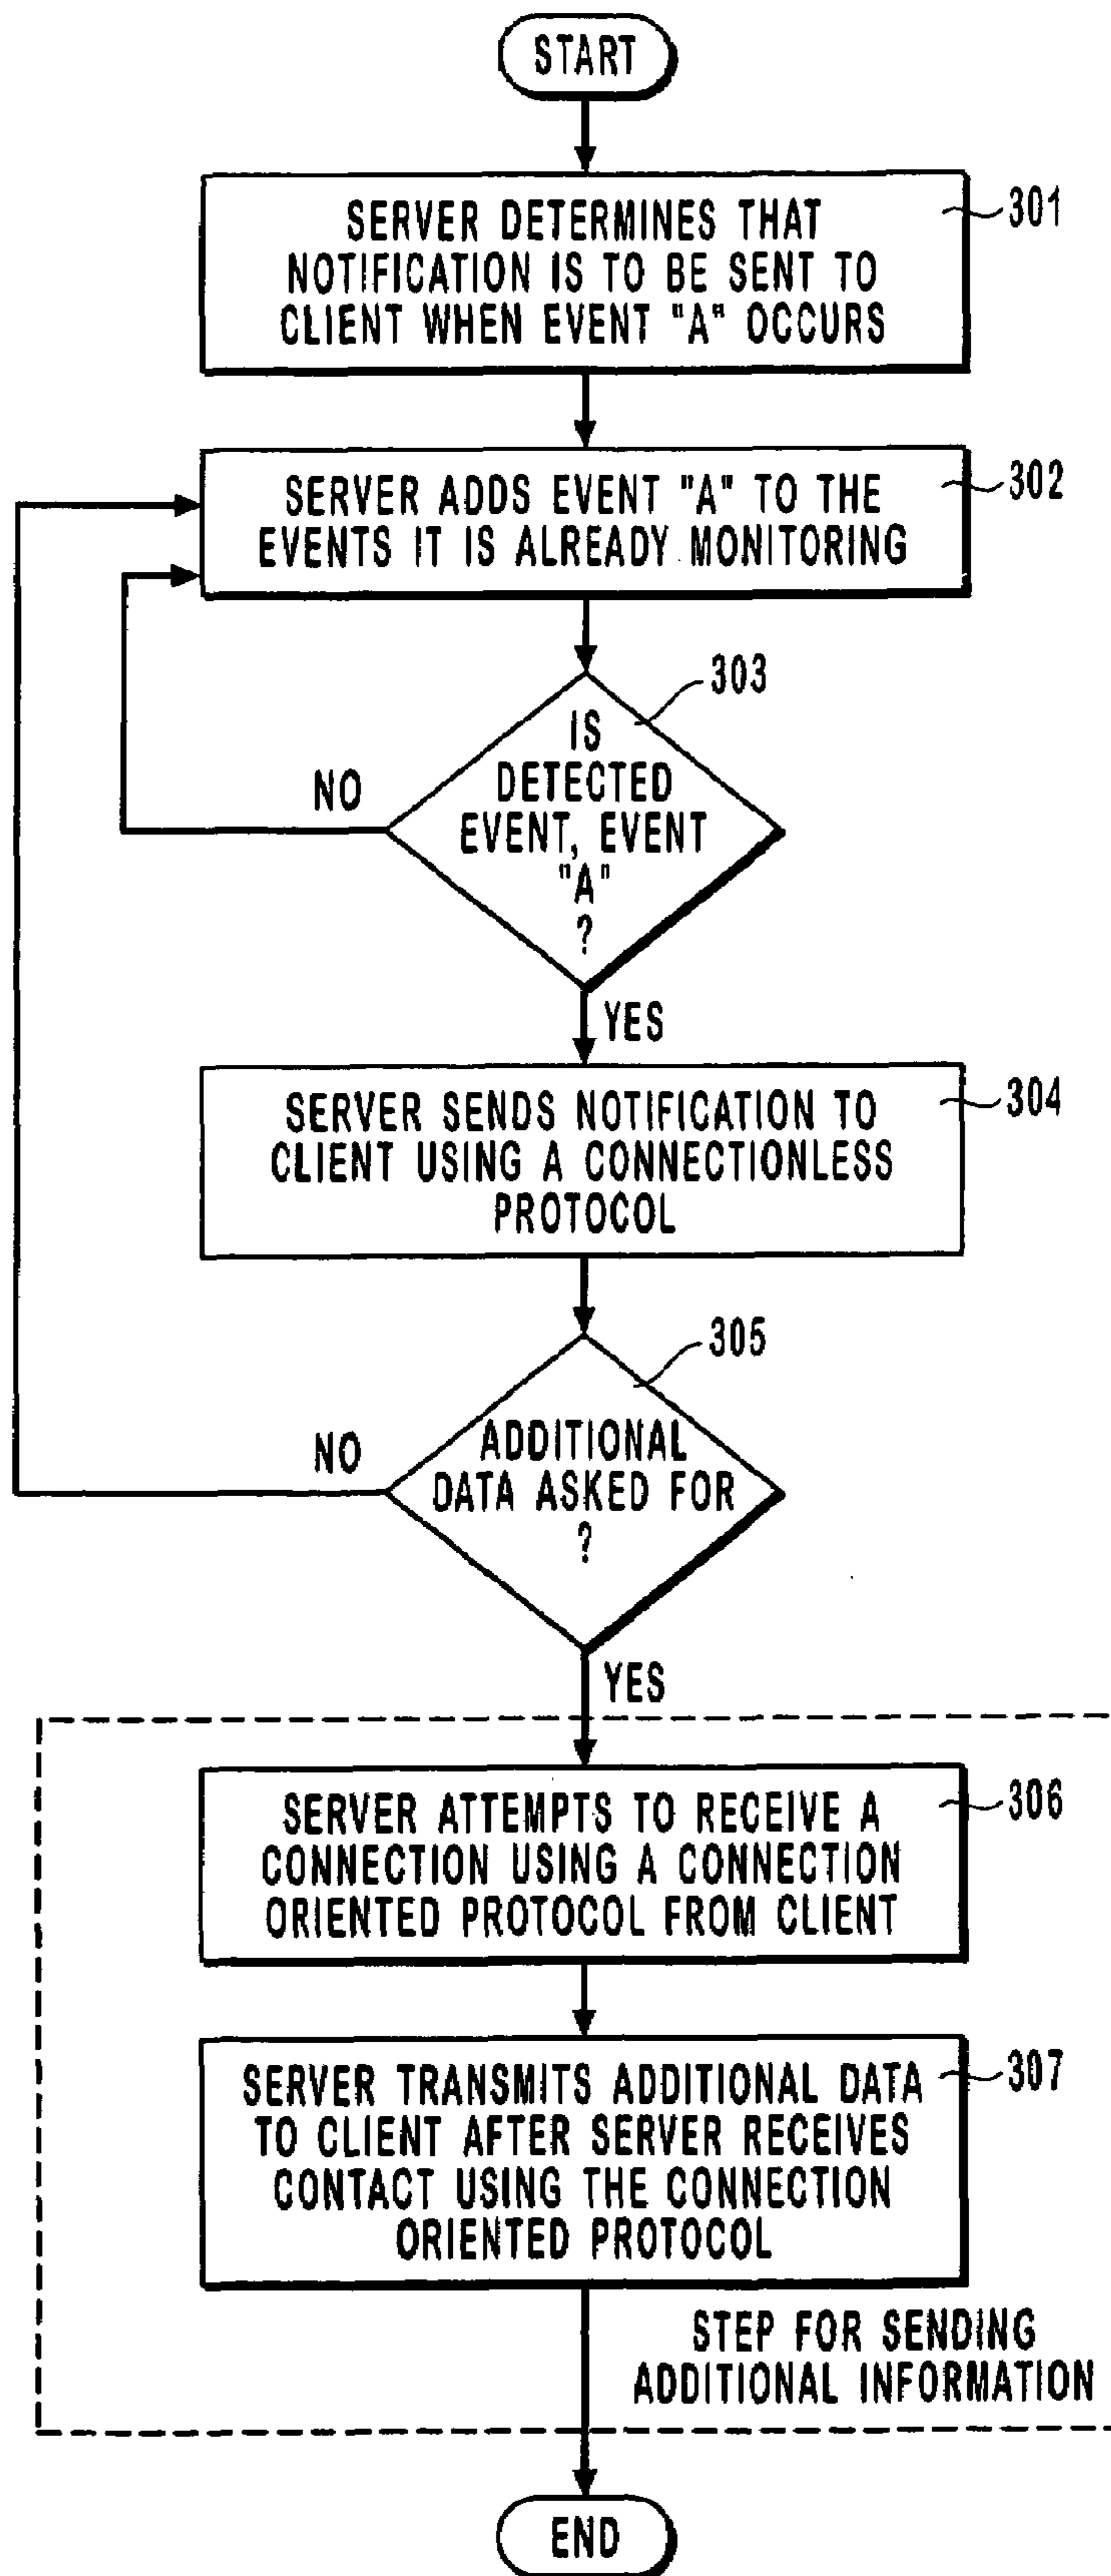 START
SERVER DETERMINES THAT
NOTIFICATION IS TO BE SENT TO
CLIENT WHEN EVENT "A" OCCURS
301
SERVER ADDS EVENT "A" TO THE
EVENTS IT IS ALREADY MONITORING
302
303
IS
DETECTED
EVENT, EVENT
"A"
?
NO
YES
SERVER SENDS NOTIFICATION TO
CLIENT USING A CONNECTIONLESS
PROTOCOL
304
305
ADDITIONAL
DATA ASKED FOR
?
NO
YES
SERVER ATTEMPTS TO RECEIVE A
CONNECTION USING A CONNECTION
ORIENTED PROTOCOL FROM CLIENT
306
SERVER TRANSMITS ADDITIONAL DATA
TO CLIENT AFTER SERVER RECEIVES
CONTACT USING THE CONNECTION
ORIENTED PROTOCOL
307
STEP FOR SENDING
ADDITIONAL INFORMATION
END